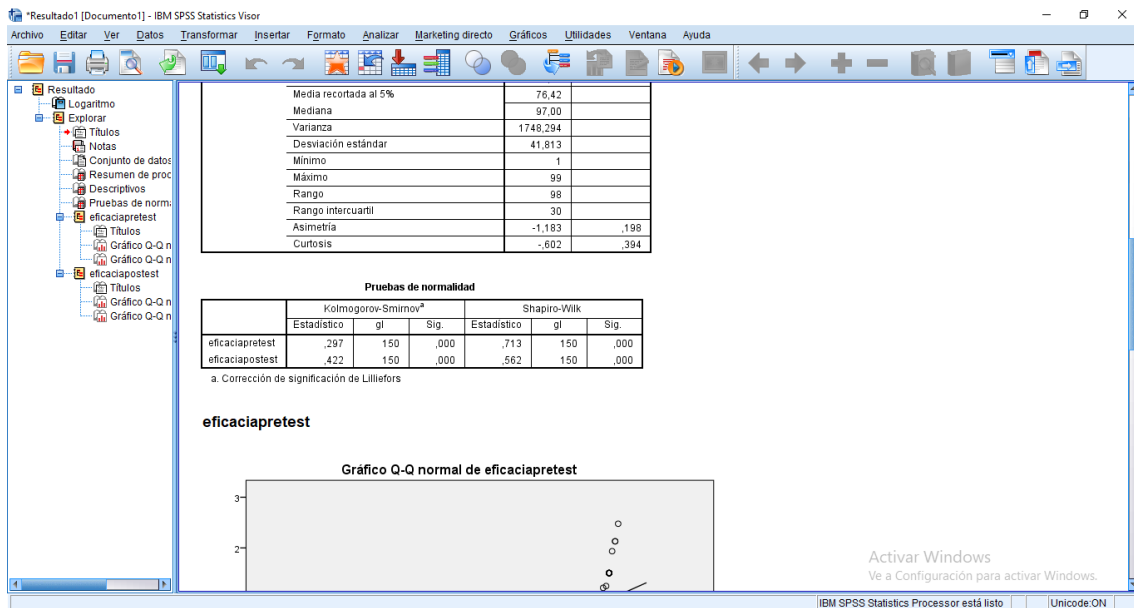 *Resultado1 [Documento1] - IBM SPSS Statistics Visor
Archivo Editar Ver Datos Transformar Insertar Formato Analizar Marketing directo Gráficos Utilidades Ventana Ayuda
Resultado
Logaritmo
Explorar
Títulos
Notas
Conjunto de datos
Resumen de proc
Descriptivos
Pruebas de norma
eficaciapretest
Títulos
Gráfico Q-Q n
Gráfico Q-Q n
eficaciapostest
Títulos
Gráfico Q-Q n
Gráfico Q-Q n
Media recortada al 5% 76,42
Mediana 97,00
Varianza 1748,294
Desviación estándar 41,813
Mínimo 1
Máximo 99
Rango 98
Rango intercuartil 30
Asimetría -1,183 ,198
Curtosis -,602 ,394
Pruebas de normalidad
Kolmogorov-Smirnovª Shapiro-Wilk
Estadístico gl Sig. Estadístico gl Sig.
eficaciapretest ,297 150 ,000 ,713 150 ,000
eficaciapostest ,422 150 ,000 ,562 150 ,000
a. Corrección de significación de Lilliefors
eficaciapretest
Gráfico Q-Q normal de eficaciapretest
3
2
Activar Windows
Ve a Configuración para activar Windows.
IBM SPSS Statistics Processor está listo Unicode:ON